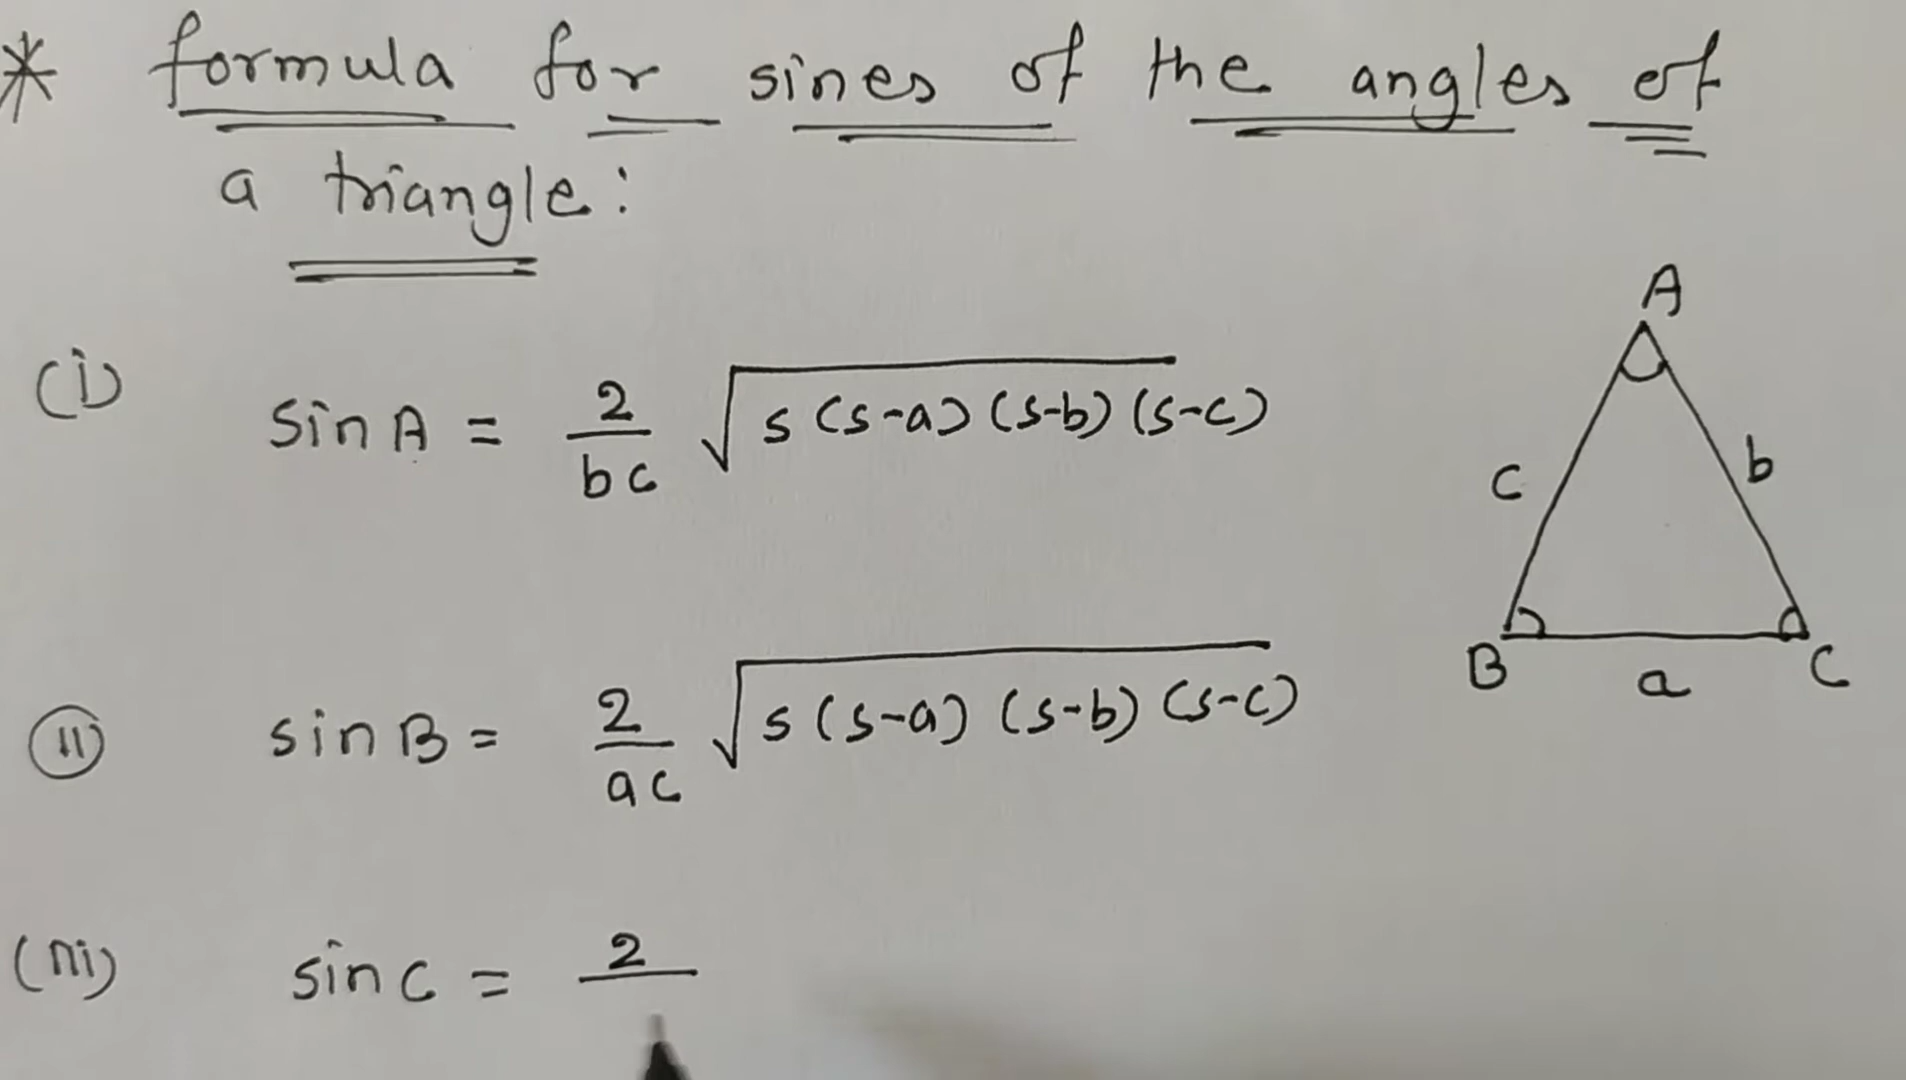 * formula for sines of the angles of
a triangle:
(i) sin A = 2/bc √s(s-a)(s-b)(s-c)
(ii) sin B = 2/ac √s(s-a)(s-b)(s-c)
(iii) sin C = 2/
A
c b
B a C